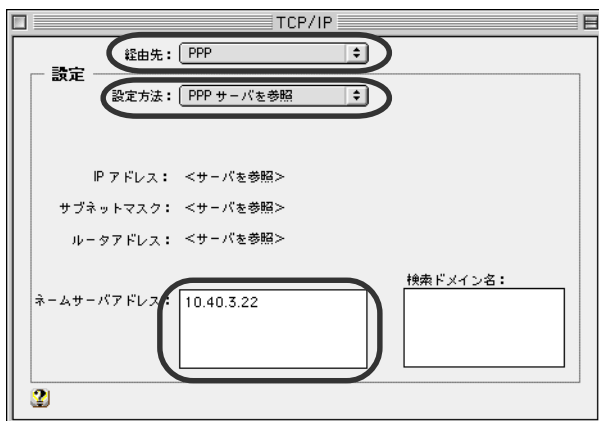 TCP/IP
経由先: PPP
設定
設定方法: PPP サーバを参照
IP アドレス: <サーバを参照>
サブネットマスク: <サーバを参照>
ルータアドレス: <サーバを参照>
検索ドメイン名:
ネームサーバアドレス: 10.40.3.22